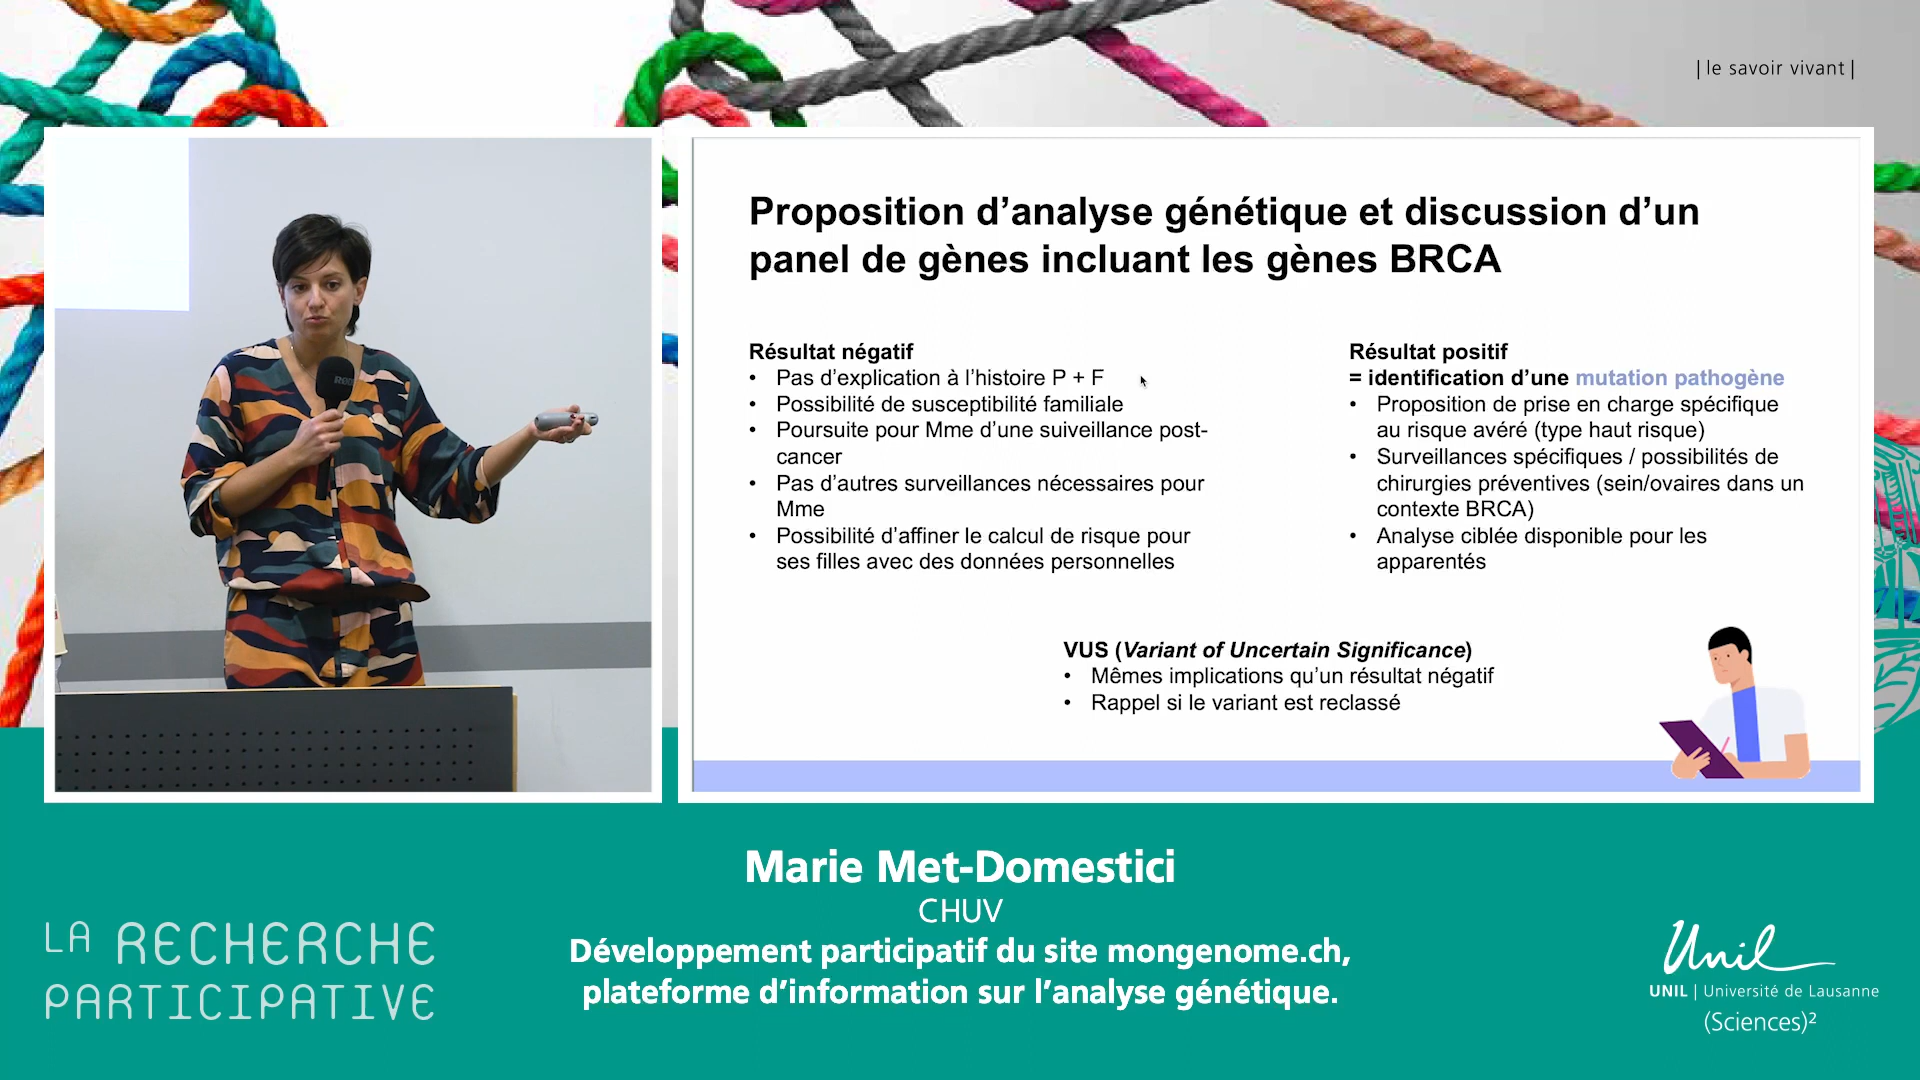 | le savoir vivant |
Proposition d’analyse génétique et discussion d’un
panel de gènes incluant les gènes BRCA
Résultat négatif
• Pas d’explication à l’histoire P + F
• Possibilité de susceptibilité familiale
• Poursuite pour Mme d’une suiveillance post-
cancer
• Pas d’autres surveillances nécessaires pour
Mme
• Possibilité d’affiner le calcul de risque pour
ses filles avec des données personnelles
Résultat positif
= identification d’une mutation pathogène
• Proposition de prise en charge spécifique
au risque avéré (type haut risque)
• Surveillances spécifiques / possibilités de
chirurgies préventives (sein/ovaires dans un
contexte BRCA)
• Analyse ciblée disponible pour les
apparentés
VUS (Variant of Uncertain Significance)
• Mêmes implications qu’un résultat négatif
• Rappel si le variant est reclassé
Marie Met-Domestici
CHUV
Développement participatif du site mongenome.ch,
plateforme d’information sur l’analyse génétique.
LA RECHERCHE
PARTICIPATIVE
Unil
UNIL | Université de Lausanne
(Sciences)²